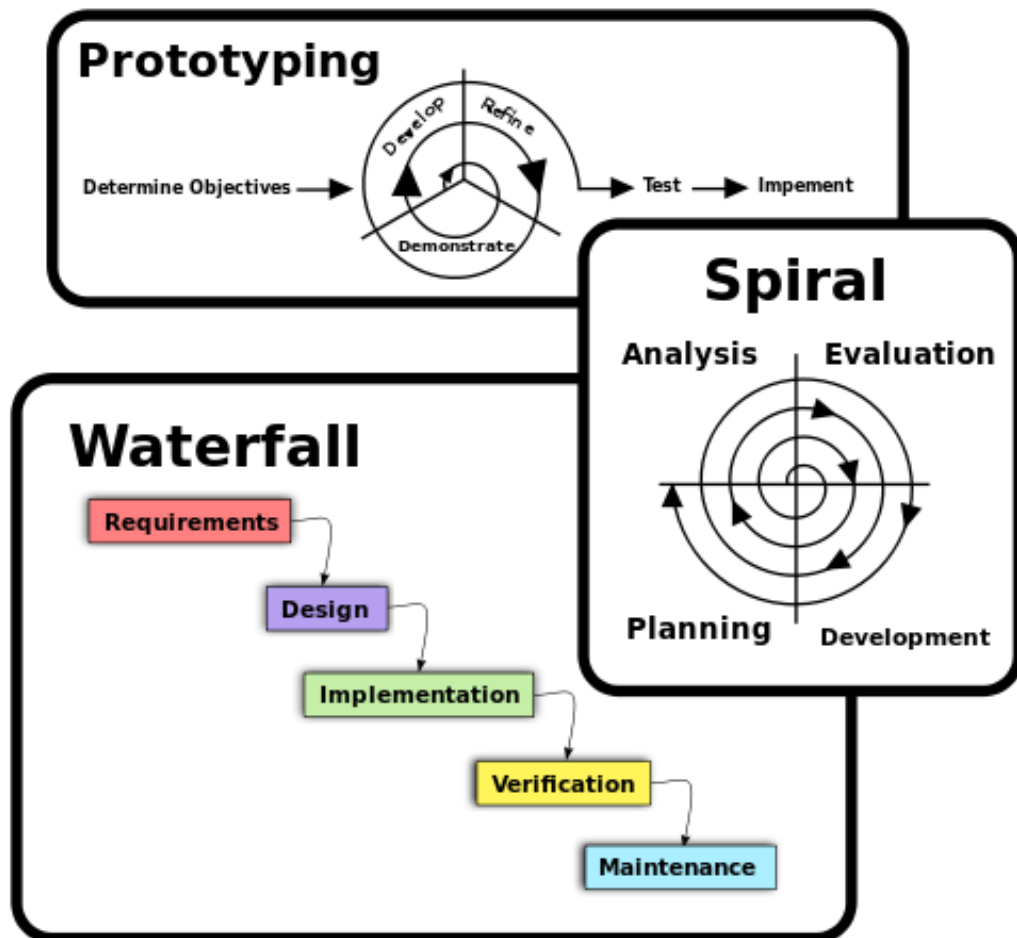 Prototyping
Develop
Refine
Determine Objectives
Test
Impement
Demonstrate
Spiral
Analysis
Evaluation
Planning
Development
Waterfall
Requirements
Design
Implementation
Verification
Maintenance